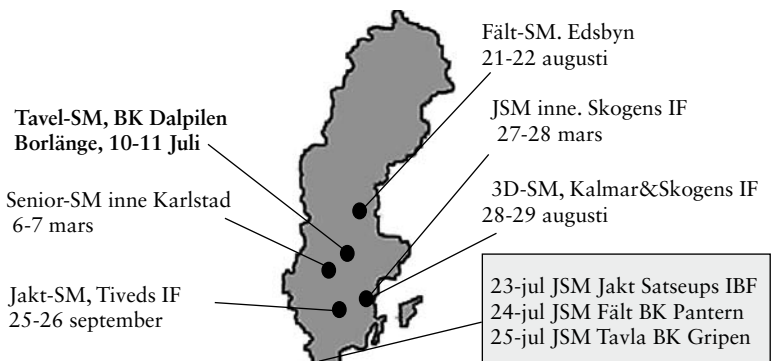 Fält-SM. Edsbyn
21-22 augusti
Tavel-SM, BK Dalpilen
Borlänge, 10-11 Juli
JSM inne. Skogens IF
27-28 mars
Senior-SM inne Karlstad
6-7 mars
3D-SM, Kalmar&Skogens IF
28-29 augusti
Jakt-SM, Tiveds IF
25-26 september
23-jul JSM Jakt Satseups IBF
24-jul JSM Fält BK Pantern
25-jul JSM Tavla BK Gripen